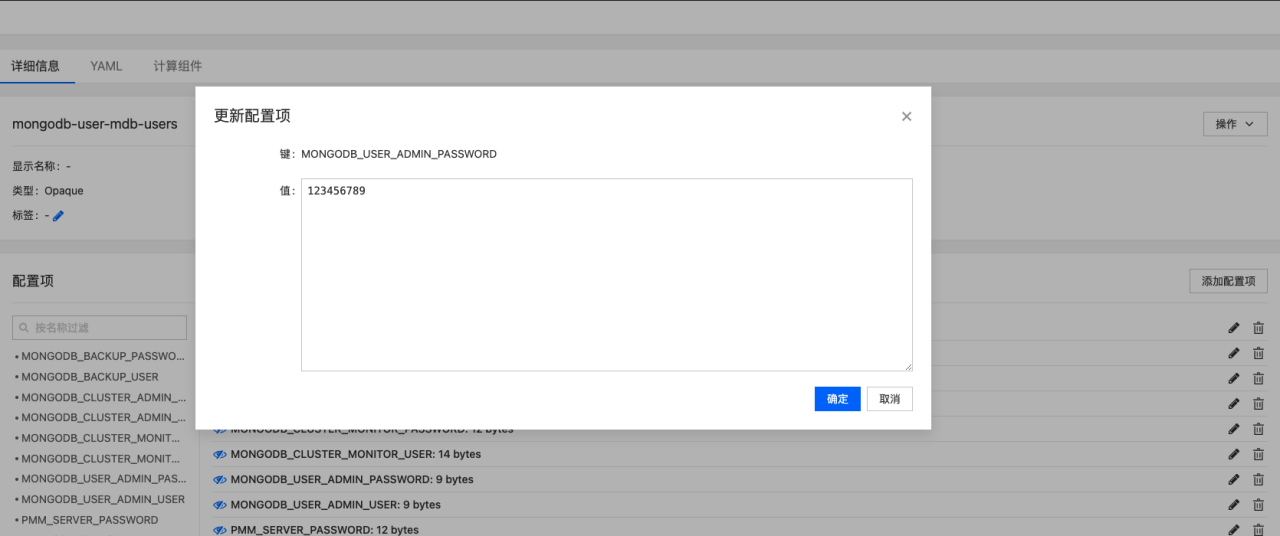 详细信息 YAML 计算组件
更新配置项
mongodb-user-mdb-users
操作
键: MONGODB_USER_ADMIN_PASSWORD
显示名称: -
类型: Opaque
值: 123456789
标签: -
配置项
添加配置项
按名称过滤
MONGODB_BACKUP_PASSWO...
MONGODB_BACKUP_USER
MONGODB_CLUSTER_ADMIN_...
MONGODB_CLUSTER_ADMIN_...
MONGODB_CLUSTER_MONIT...
MONGODB_CLUSTER_MONIT...
MONGODB_USER_ADMIN_PAS...
MONGODB_USER_ADMIN_USER
PMM_SERVER_PASSWORD
确定 取消
MONGODB_CLUSTER_MONITOR_PASSWORD: 12 bytes
MONGODB_CLUSTER_MONITOR_USER: 14 bytes
MONGODB_USER_ADMIN_PASSWORD: 9 bytes
MONGODB_USER_ADMIN_USER: 9 bytes
PMM_SERVER_PASSWORD: 12 bytes